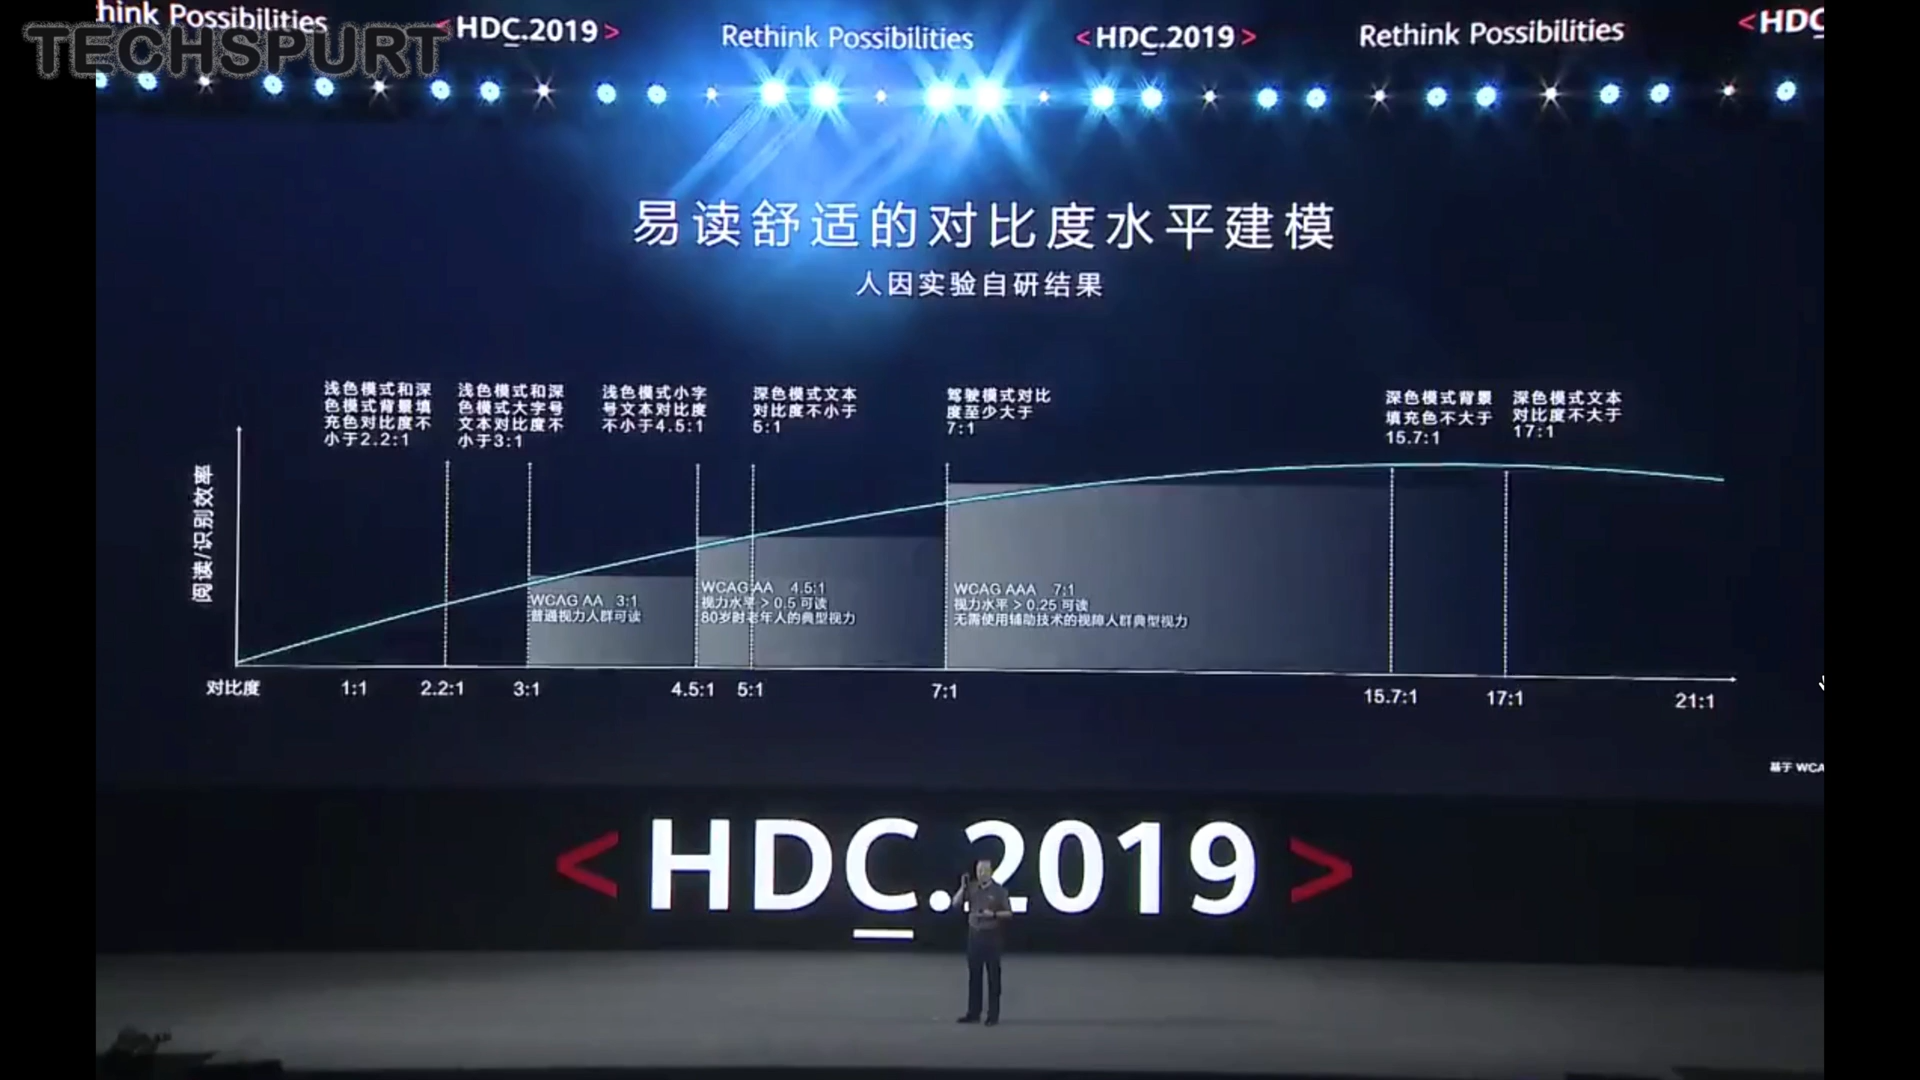 hink Possibilities
<HDC.2019>
Rethink Possibilities
<HDC.2019>
Rethink Possibilities
<HDC
TECHSPURT
易读舒适的对比度水平建模
人因实验自研结果
浅色模式和深
色模式背景填
充色对比度不
小于2.2:1
浅色模式和深
色模式大字号
文本对比度不
小于3:1
浅色模式小字
号文本对比度
不小于4.5:1
深色模式文本
对比度不小于
5:1
驾驶模式对比
度至少大于
7:1
深色模式背景
填充色不大于
15.7:1
深色模式文本
对比度不大于
17:1
阅读/识别效率
WCAG AA 3:1
普通视力人群可读
WCAG AA 4.5:1
视力水平 > 0.5 可读
80岁时老年人的典型视力
WCAG AAA 7:1
视力水平 > 0.25 可读
无需使用辅助技术的视障人群典型视力
对比度 1:1 2.2:1 3:1 4.5:1 5:1 7:1 15.7:1 17:1 21:1
基于 WCA
<HDC.2019>